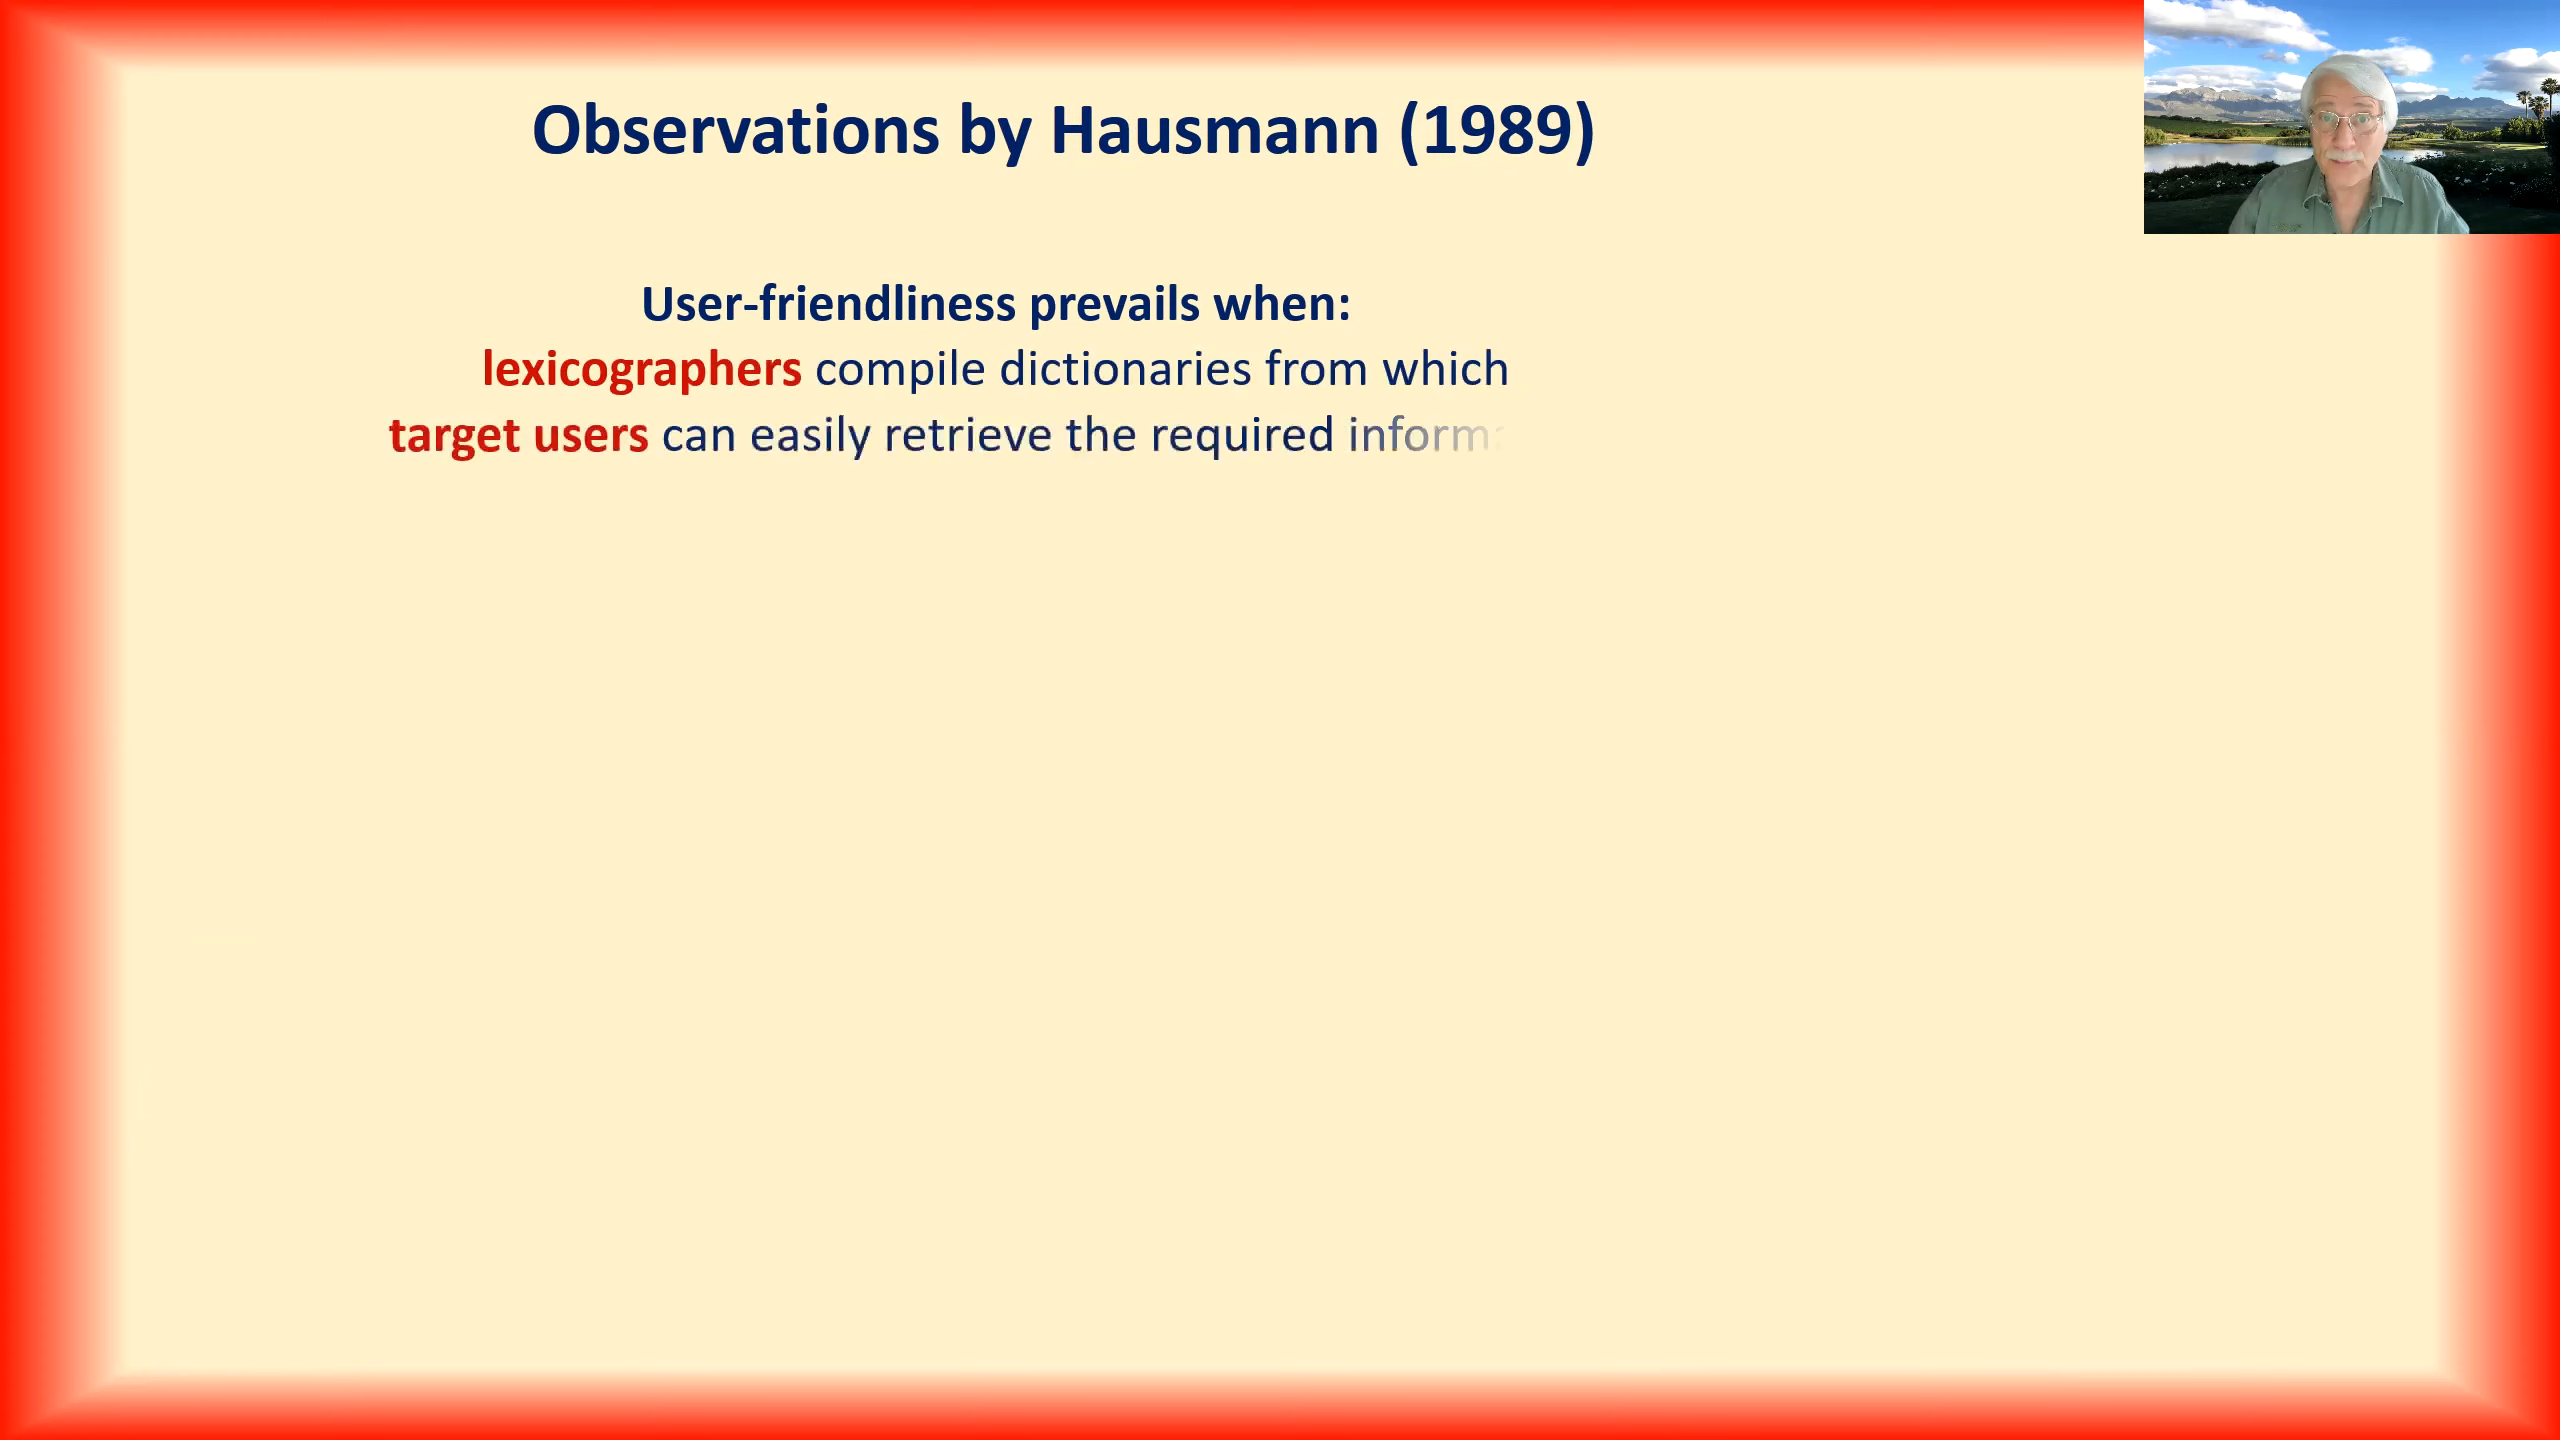 Observations by Hausmann (1989)
User-friendliness prevails when:
lexicographers compile dictionaries from which
target users can easily retrieve the required